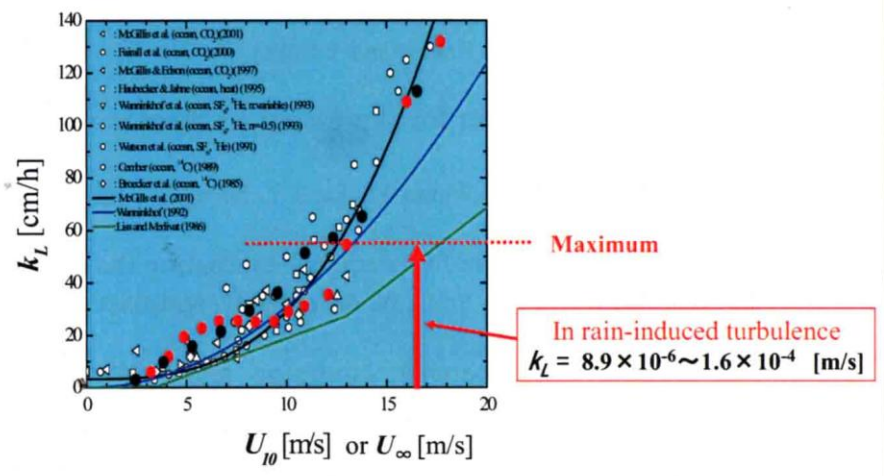 140
120
100
80
60
40
20
0
k_L [cm/h]
: McGillis et al. (ocean, CO₂)(2001)
: Fairall et al. (ocean, CO₂)(2000)
: McGillis & Edson (ocean, CO₂)(1997)
: Haubecker & Jahne (ocean, heat) (1995)
: Wanninkhof et al. (ocean, SF₆, ³He, n:variable) (1993)
: Wanninkhof et al. (ocean, SF₆, ³He, n=0.5) (1993)
: Watson et al. (ocean, SF₆, ³He) (1991)
: Cember (ocean, ¹⁴C) (1989)
: Broecker et al. (ocean, ¹⁴C) (1985)
: McGillis et al. (2001)
: Wanninkhof (1992)
: Liss and Merlivat (1986)
0 5 10 15 20
U₁₀ [m/s] or U∞ [m/s]
Maximum
In rain-induced turbulence
k_L = 8.9 × 10⁻⁶~1.6 × 10⁻⁴ [m/s]